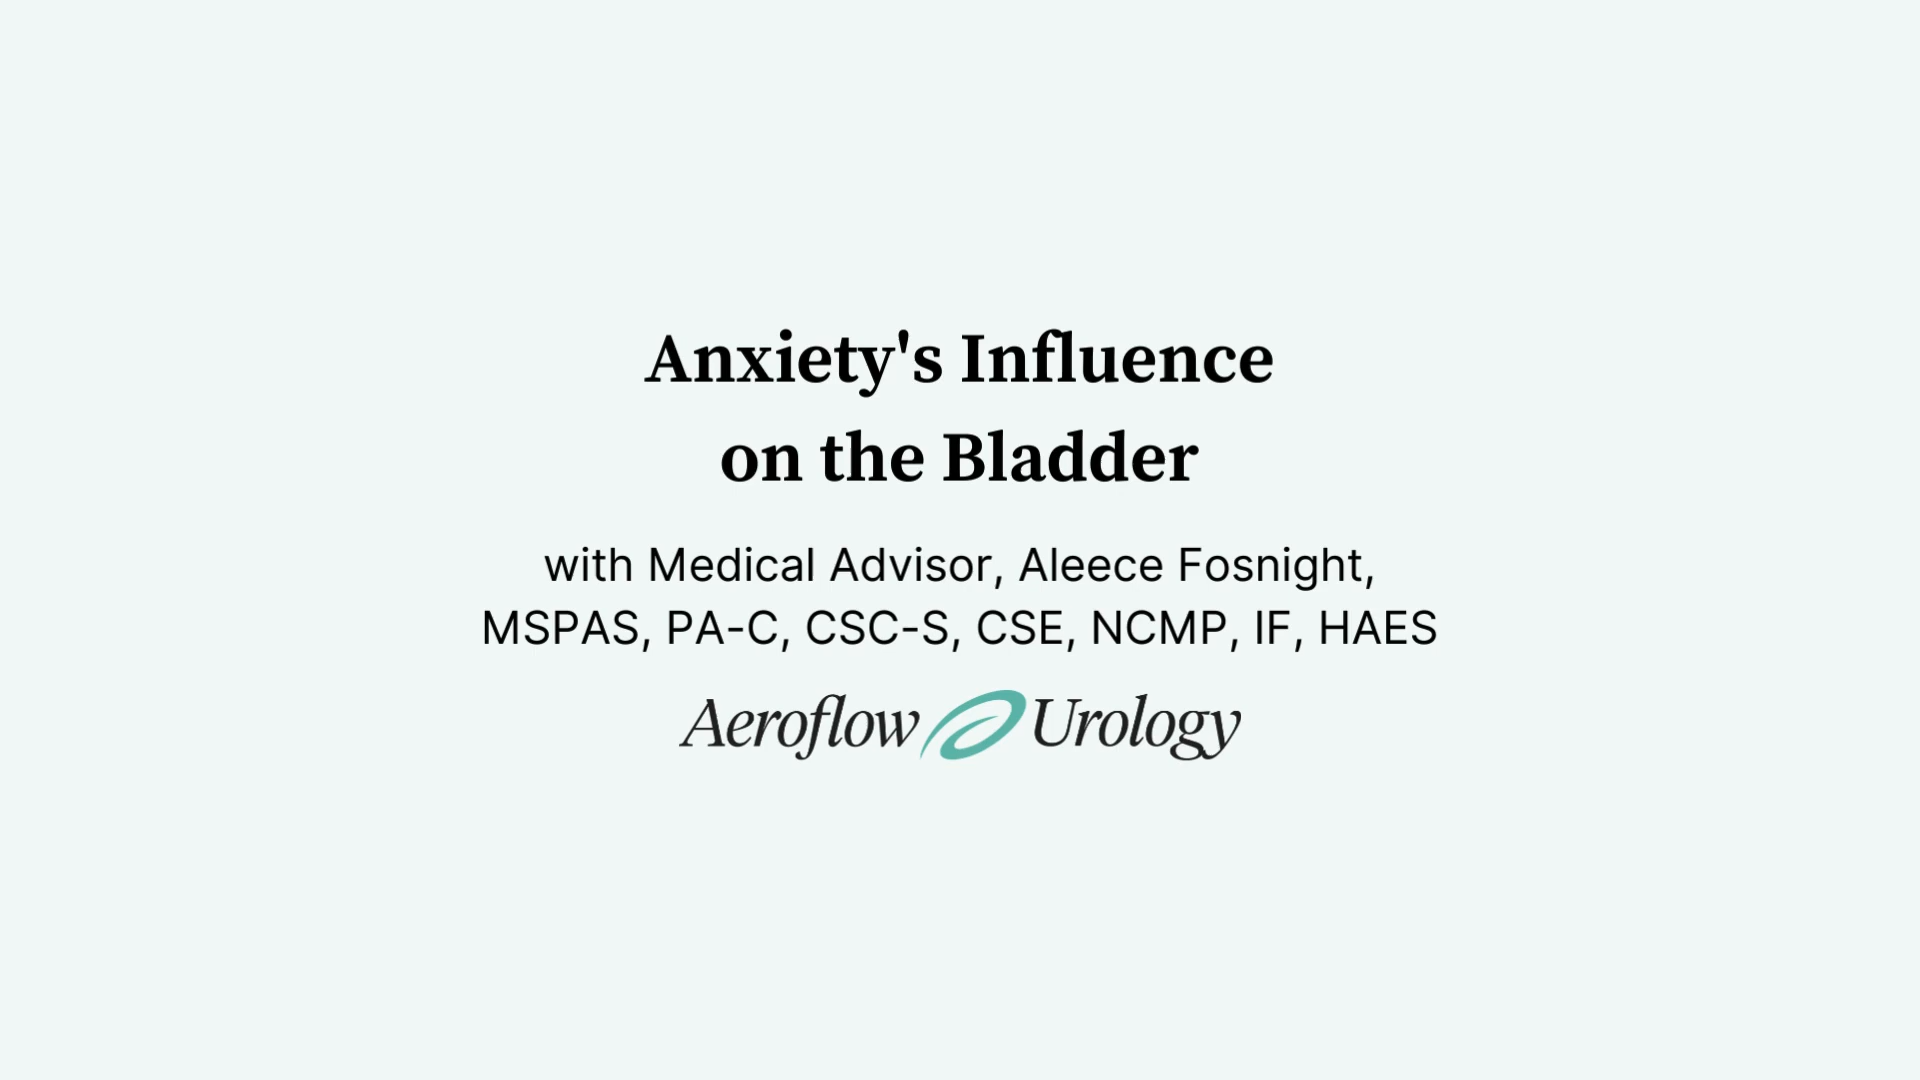 Anxiety's Influence
on the Bladder
with Medical Advisor, Aleece Fosnight,
MSPAS, PA-C, CSC-S, CSE, NCMP, IF, HAES
Aeroflow Urology